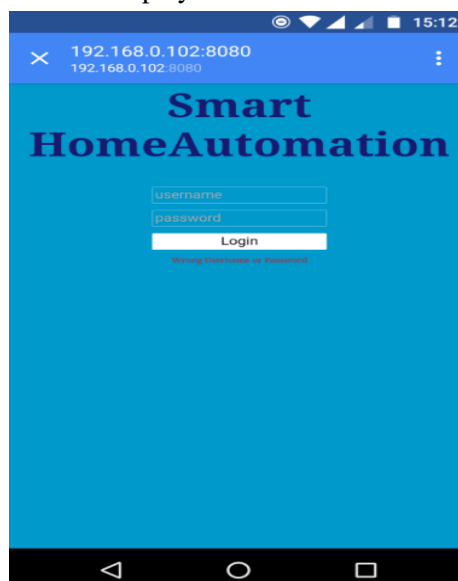 15:12
192.168.0.102:8080
192.168.0.102:8080
Smart
HomeAutomation
username
password
Login
Wrong Username or Password